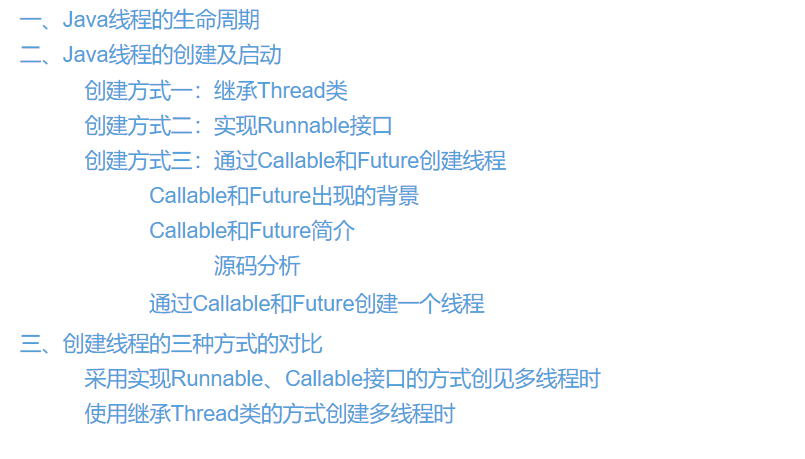 一、Java线程的生命周期
二、Java线程的创建及启动
创建方式一：继承Thread类
创建方式二：实现Runnable接口
创建方式三：通过Callable和Future创建线程
Callable和Future出现的背景
Callable和Future简介
源码分析
通过Callable和Future创建一个线程
三、创建线程的三种方式的对比
采用实现Runnable、Callable接口的方式创见多线程时
使用继承Thread类的方式创建多线程时